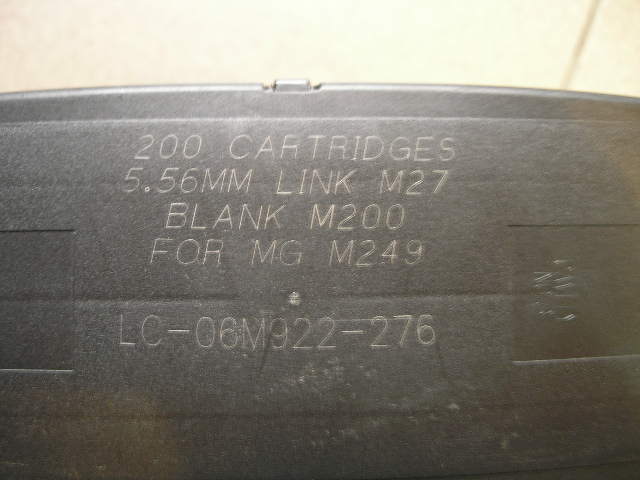 200 CARTRIDGES
5.56MM LINK M27
BLANK M200
FOR MG M249
LC-06M922-276